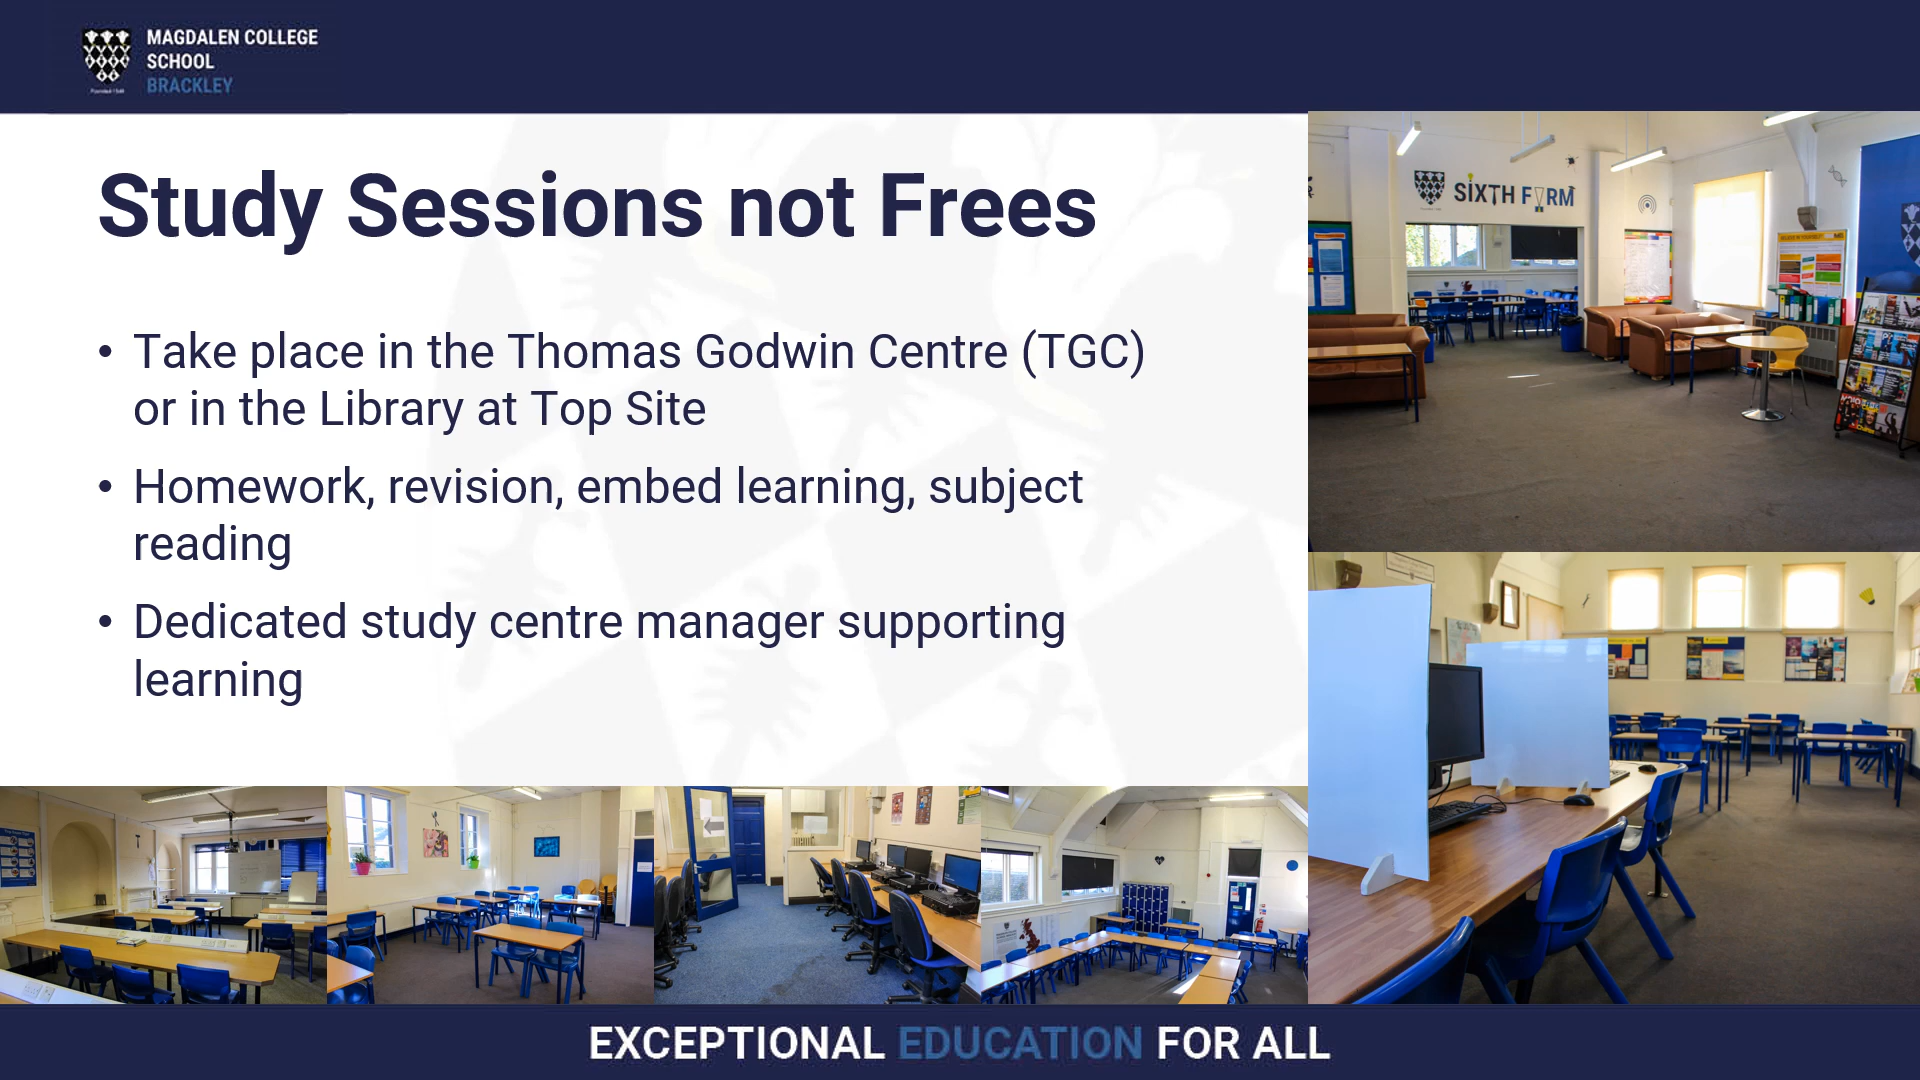 MAGDALEN COLLEGE
SCHOOL
BRACKLEY
Study Sessions not Frees
• Take place in the Thomas Godwin Centre (TGC)
or in the Library at Top Site
• Homework, revision, embed learning, subject
reading
• Dedicated study centre manager supporting
learning
SIXTH FORM
EXCEPTIONAL EDUCATION FOR ALL